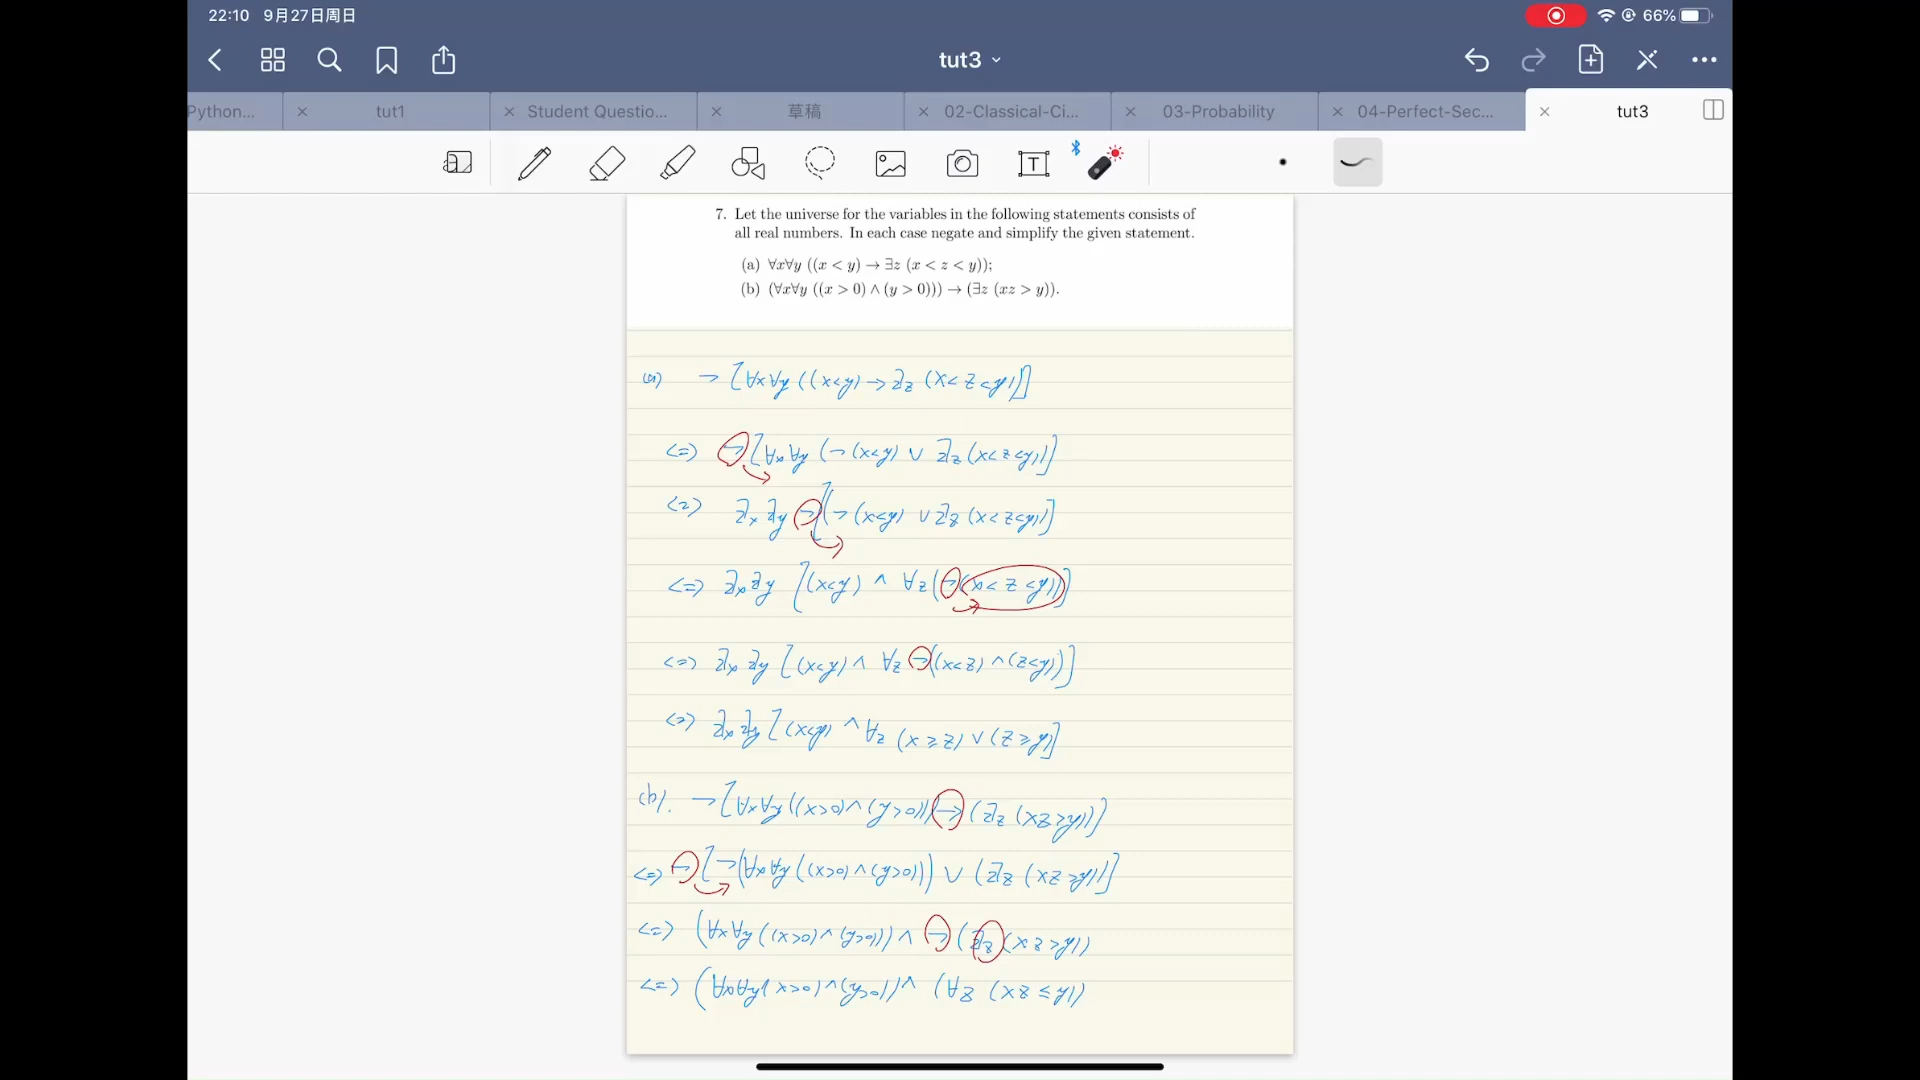 22:10 9月27日周日 66%
tut3
Python... tut1 Student Questio... 草稿 02-Classical-Ci... 03-Probability 04-Perfect-Sec... tut3
7. Let the universe for the variables in the following statements consists of
all real numbers. In each case negate and simplify the given statement.
(a) ∀x∀y ((x < y) → ∃z (x < z < y));
(b) (∀x∀y ((x > 0) ∧ (y > 0))) → (∃z (xz > y)).
(a) ¬[∀x∀y((x<y)→∃z(x<z<y))]
<=> ¬[∀x∀y(¬(x<y) ∨ ∃z(x<z<y))]
<=> ∃x∃y¬[(¬(x<y) ∨ ∃z(x<z<y))]
<=> ∃x∃y[(x<y) ∧ ∀z(¬(x<z<y))]
<=> ∃x∃y[(x<y) ∧ ∀z¬((x<z)∧(z<y))]
<=> ∃x∃y[(x<y) ∧ ∀z(x≥z)∨(z≥y)]
(b). ¬[∀x∀y((x>0)∧(y>0))→(∃z(xz>y))]
<=> ¬[¬(∀x∀y((x>0)∧(y>0))) ∨ (∃z(xz>y))]
<=> (∀x∀y((x>0)∧(y>0))) ∧ ¬(∃z(xz>y))
<=> (∀x∀y(x>0)∧(y>0)) ∧ (∀z(xz≤y))